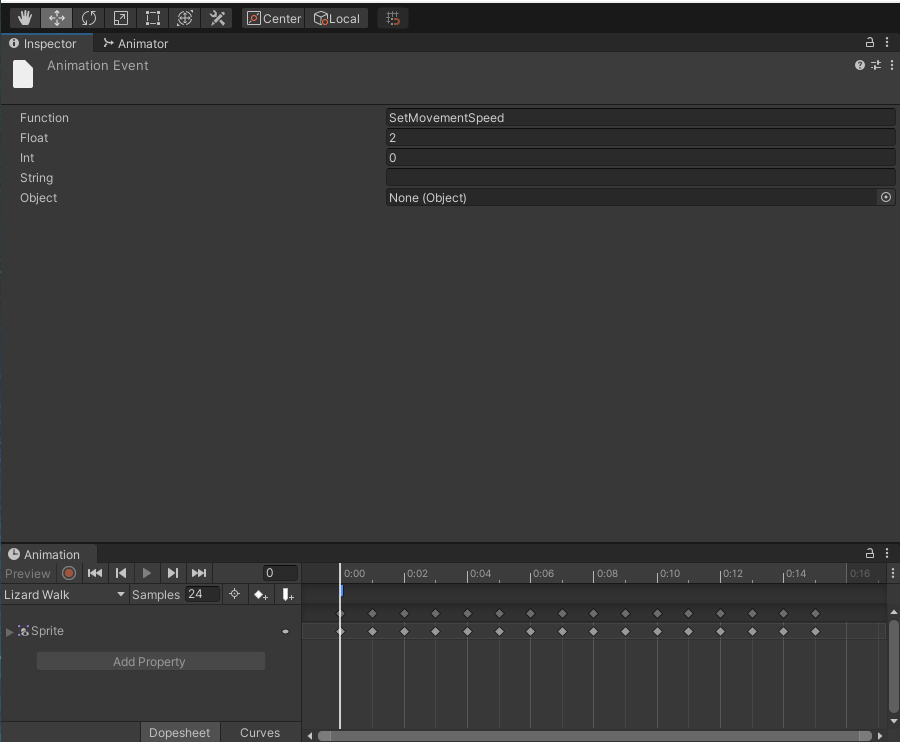 Center Local
Inspector Animator
Animation Event
Function SetMovementSpeed
Float 2
Int 0
String
Object None (Object)
Animation
Preview 0 0:00 0:02 0:04 0:06 0:08 0:10 0:12 0:14 0:16
Lizard Walk Samples 24
Sprite
Add Property
Dopesheet Curves